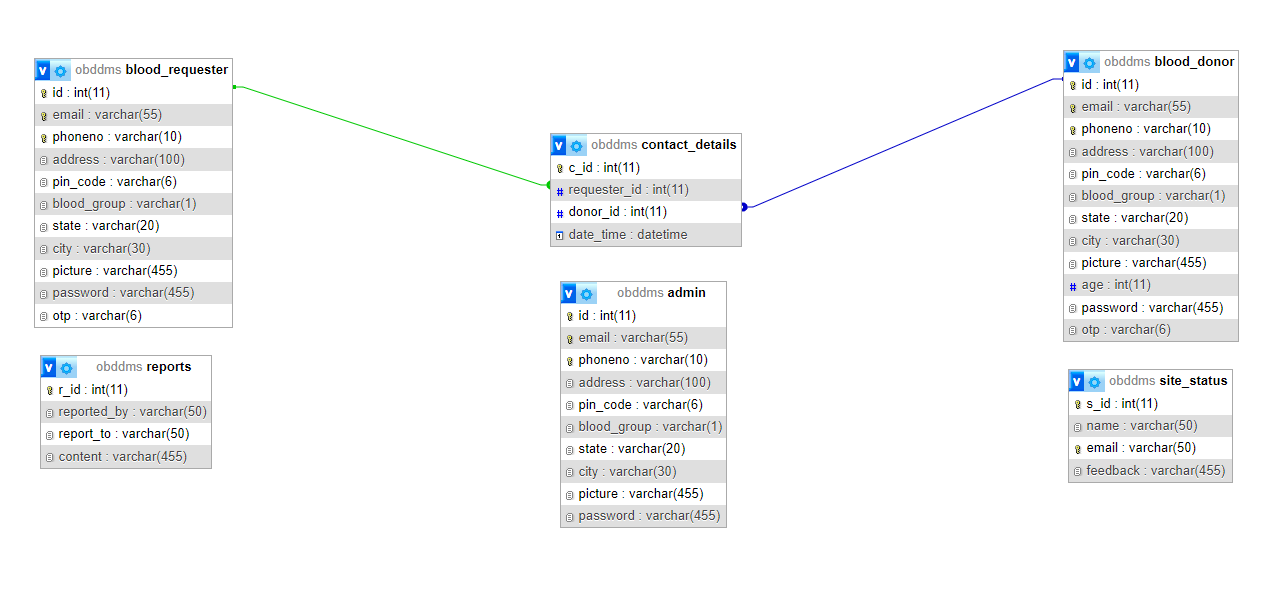 v obddms blood_requester
id : int(11)
email : varchar(55)
phoneno : varchar(10)
address : varchar(100)
pin_code : varchar(6)
blood_group : varchar(1)
state : varchar(20)
city : varchar(30)
picture : varchar(455)
password : varchar(455)
otp : varchar(6)
v obddms reports
r_id : int(11)
reported_by : varchar(50)
report_to : varchar(50)
content : varchar(455)
v obddms contact_details
c_id : int(11)
# requester_id : int(11)
# donor_id : int(11)
date_time : datetime
v obddms admin
id : int(11)
email : varchar(55)
phoneno : varchar(10)
address : varchar(100)
pin_code : varchar(6)
blood_group : varchar(1)
state : varchar(20)
city : varchar(30)
picture : varchar(455)
password : varchar(455)
v obddms blood_donor
id : int(11)
email : varchar(55)
phoneno : varchar(10)
address : varchar(100)
pin_code : varchar(6)
blood_group : varchar(1)
state : varchar(20)
city : varchar(30)
picture : varchar(455)
# age : int(11)
password : varchar(455)
otp : varchar(6)
v obddms site_status
s_id : int(11)
name : varchar(50)
email : varchar(50)
feedback : varchar(455)